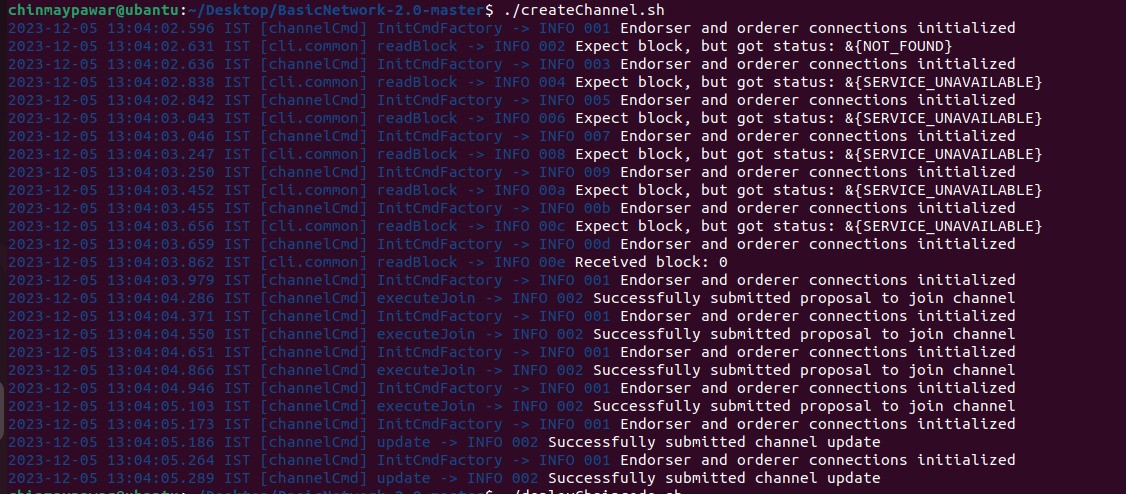 chinmaypawar@ubantu:~/Desktop/BasicNetwork-2.0-master$ ./createChannel.sh
2023-12-05 13:04:02.596 IST [channelCmd] InitCmdFactory -> INFO 001 Endorser and orderer connections initialized
2023-12-05 13:04:02.631 IST [cli.common] readBlock -> INFO 002 Expect block, but got status: &{NOT_FOUND}
2023-12-05 13:04:02.636 IST [channelCmd] InitCmdFactory -> INFO 003 Endorser and orderer connections initialized
2023-12-05 13:04:02.838 IST [cli.common] readBlock -> INFO 004 Expect block, but got status: &{SERVICE_UNAVAILABLE}
2023-12-05 13:04:02.842 IST [channelCmd] InitCmdFactory -> INFO 005 Endorser and orderer connections initialized
2023-12-05 13:04:03.043 IST [cli.common] readBlock -> INFO 006 Expect block, but got status: &{SERVICE_UNAVAILABLE}
2023-12-05 13:04:03.046 IST [channelCmd] InitCmdFactory -> INFO 007 Endorser and orderer connections initialized
2023-12-05 13:04:03.247 IST [cli.common] readBlock -> INFO 008 Expect block, but got status: &{SERVICE_UNAVAILABLE}
2023-12-05 13:04:03.250 IST [channelCmd] InitCmdFactory -> INFO 009 Endorser and orderer connections initialized
2023-12-05 13:04:03.452 IST [cli.common] readBlock -> INFO 00a Expect block, but got status: &{SERVICE_UNAVAILABLE}
2023-12-05 13:04:03.455 IST [channelCmd] InitCmdFactory -> INFO 00b Endorser and orderer connections initialized
2023-12-05 13:04:03.656 IST [cli.common] readBlock -> INFO 00c Expect block, but got status: &{SERVICE_UNAVAILABLE}
2023-12-05 13:04:03.659 IST [channelCmd] InitCmdFactory -> INFO 00d Endorser and orderer connections initialized
2023-12-05 13:04:03.862 IST [cli.common] readBlock -> INFO 00e Received block: 0
2023-12-05 13:04:03.979 IST [channelCmd] InitCmdFactory -> INFO 001 Endorser and orderer connections initialized
2023-12-05 13:04:04.286 IST [channelCmd] executeJoin -> INFO 002 Successfully submitted proposal to join channel
2023-12-05 13:04:04.371 IST [channelCmd] InitCmdFactory -> INFO 001 Endorser and orderer connections initialized
2023-12-05 13:04:04.550 IST [channelCmd] executeJoin -> INFO 002 Successfully submitted proposal to join channel
2023-12-05 13:04:04.651 IST [channelCmd] InitCmdFactory -> INFO 001 Endorser and orderer connections initialized
2023-12-05 13:04:04.866 IST [channelCmd] executeJoin -> INFO 002 Successfully submitted proposal to join channel
2023-12-05 13:04:04.946 IST [channelCmd] InitCmdFactory -> INFO 001 Endorser and orderer connections initialized
2023-12-05 13:04:05.103 IST [channelCmd] executeJoin -> INFO 002 Successfully submitted proposal to join channel
2023-12-05 13:04:05.173 IST [channelCmd] InitCmdFactory -> INFO 001 Endorser and orderer connections initialized
2023-12-05 13:04:05.186 IST [channelCmd] update -> INFO 002 Successfully submitted channel update
2023-12-05 13:04:05.264 IST [channelCmd] InitCmdFactory -> INFO 001 Endorser and orderer connections initialized
2023-12-05 13:04:05.289 IST [channelCmd] update -> INFO 002 Successfully submitted channel update
chinmaypawar@ubantu:~/Desktop/BasicNetwork-2.0-master$ ./deployChaincode.sh